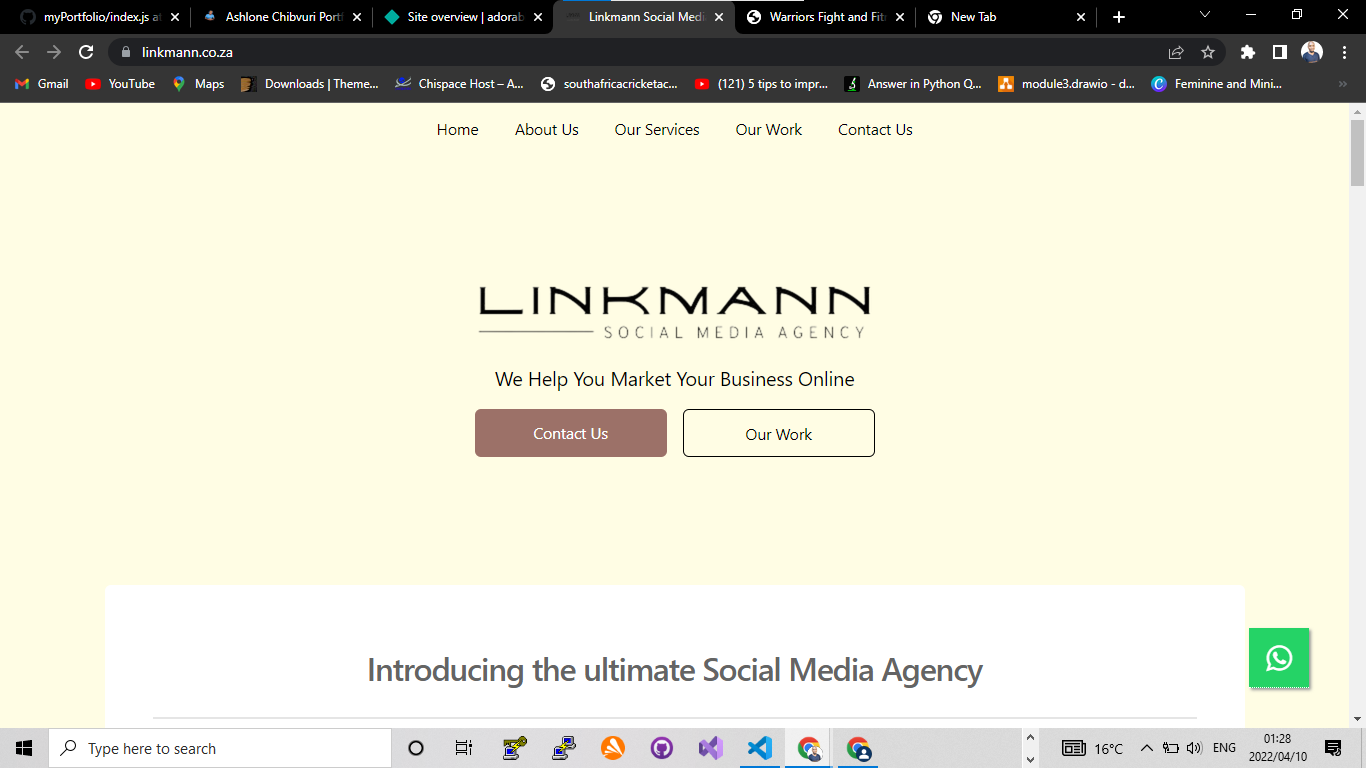 myPortfolio/index.js at
Ashlone Chibvuri Portf
Site overview | adorab
Linkmann Social Medi
Warriors Fight and Fitn
New Tab
linkmann.co.za
Gmail
YouTube
Maps
Downloads | Theme...
Chispace Host – A...
southafricacricketac...
(121) 5 tips to impr...
Answer in Python Q...
module3.drawio - d...
Feminine and Mini...
Home
About Us
Our Services
Our Work
Contact Us
LINKMANN
SOCIAL MEDIA AGENCY
We Help You Market Your Business Online
Contact Us
Our Work
Introducing the ultimate Social Media Agency
Type here to search
16°C
ENG
01:28
2022/04/10